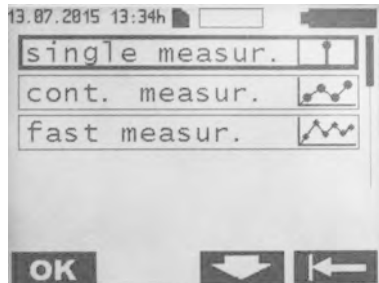 13.07.2015 13:34h
single measur.
cont. measur.
fast measur.
OK